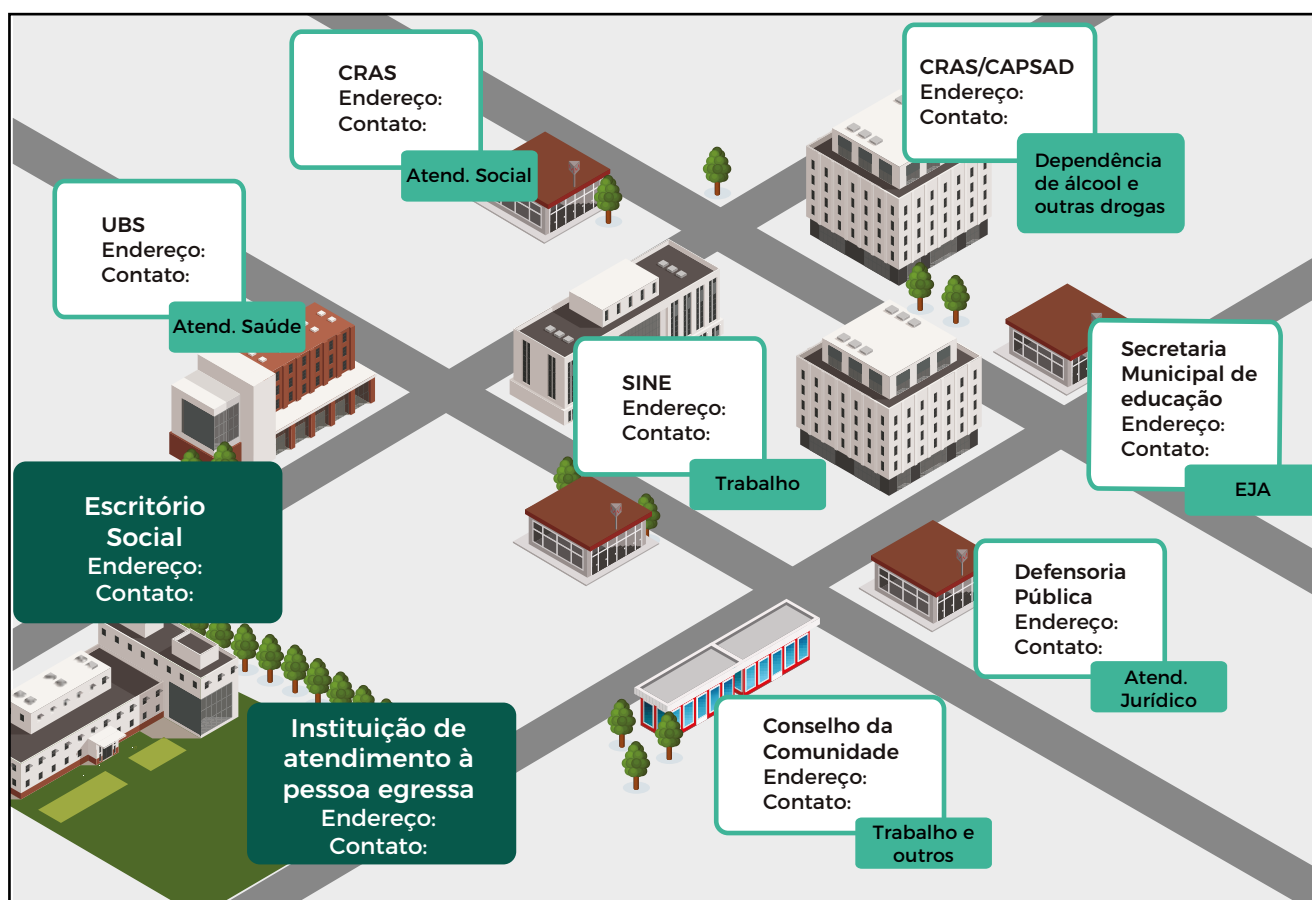 CRAS
Endereço:
Contato:
Atend. Social
CRAS/CAPSAD
Endereço:
Contato:
Dependência
de álcool e
outras drogas
UBS
Endereço:
Contato:
Atend. Saúde
SINE
Endereço:
Contato:
Trabalho
Secretaria
Municipal de
educação
Endereço:
Contato:
EJA
Escritório
Social
Endereço:
Contato:
Defensoria
Pública
Endereço:
Contato:
Atend.
Jurídico
Instituição de
atendimento à
pessoa egressa
Endereço:
Contato:
Conselho da
Comunidade
Endereço:
Contato:
Trabalho e
outros